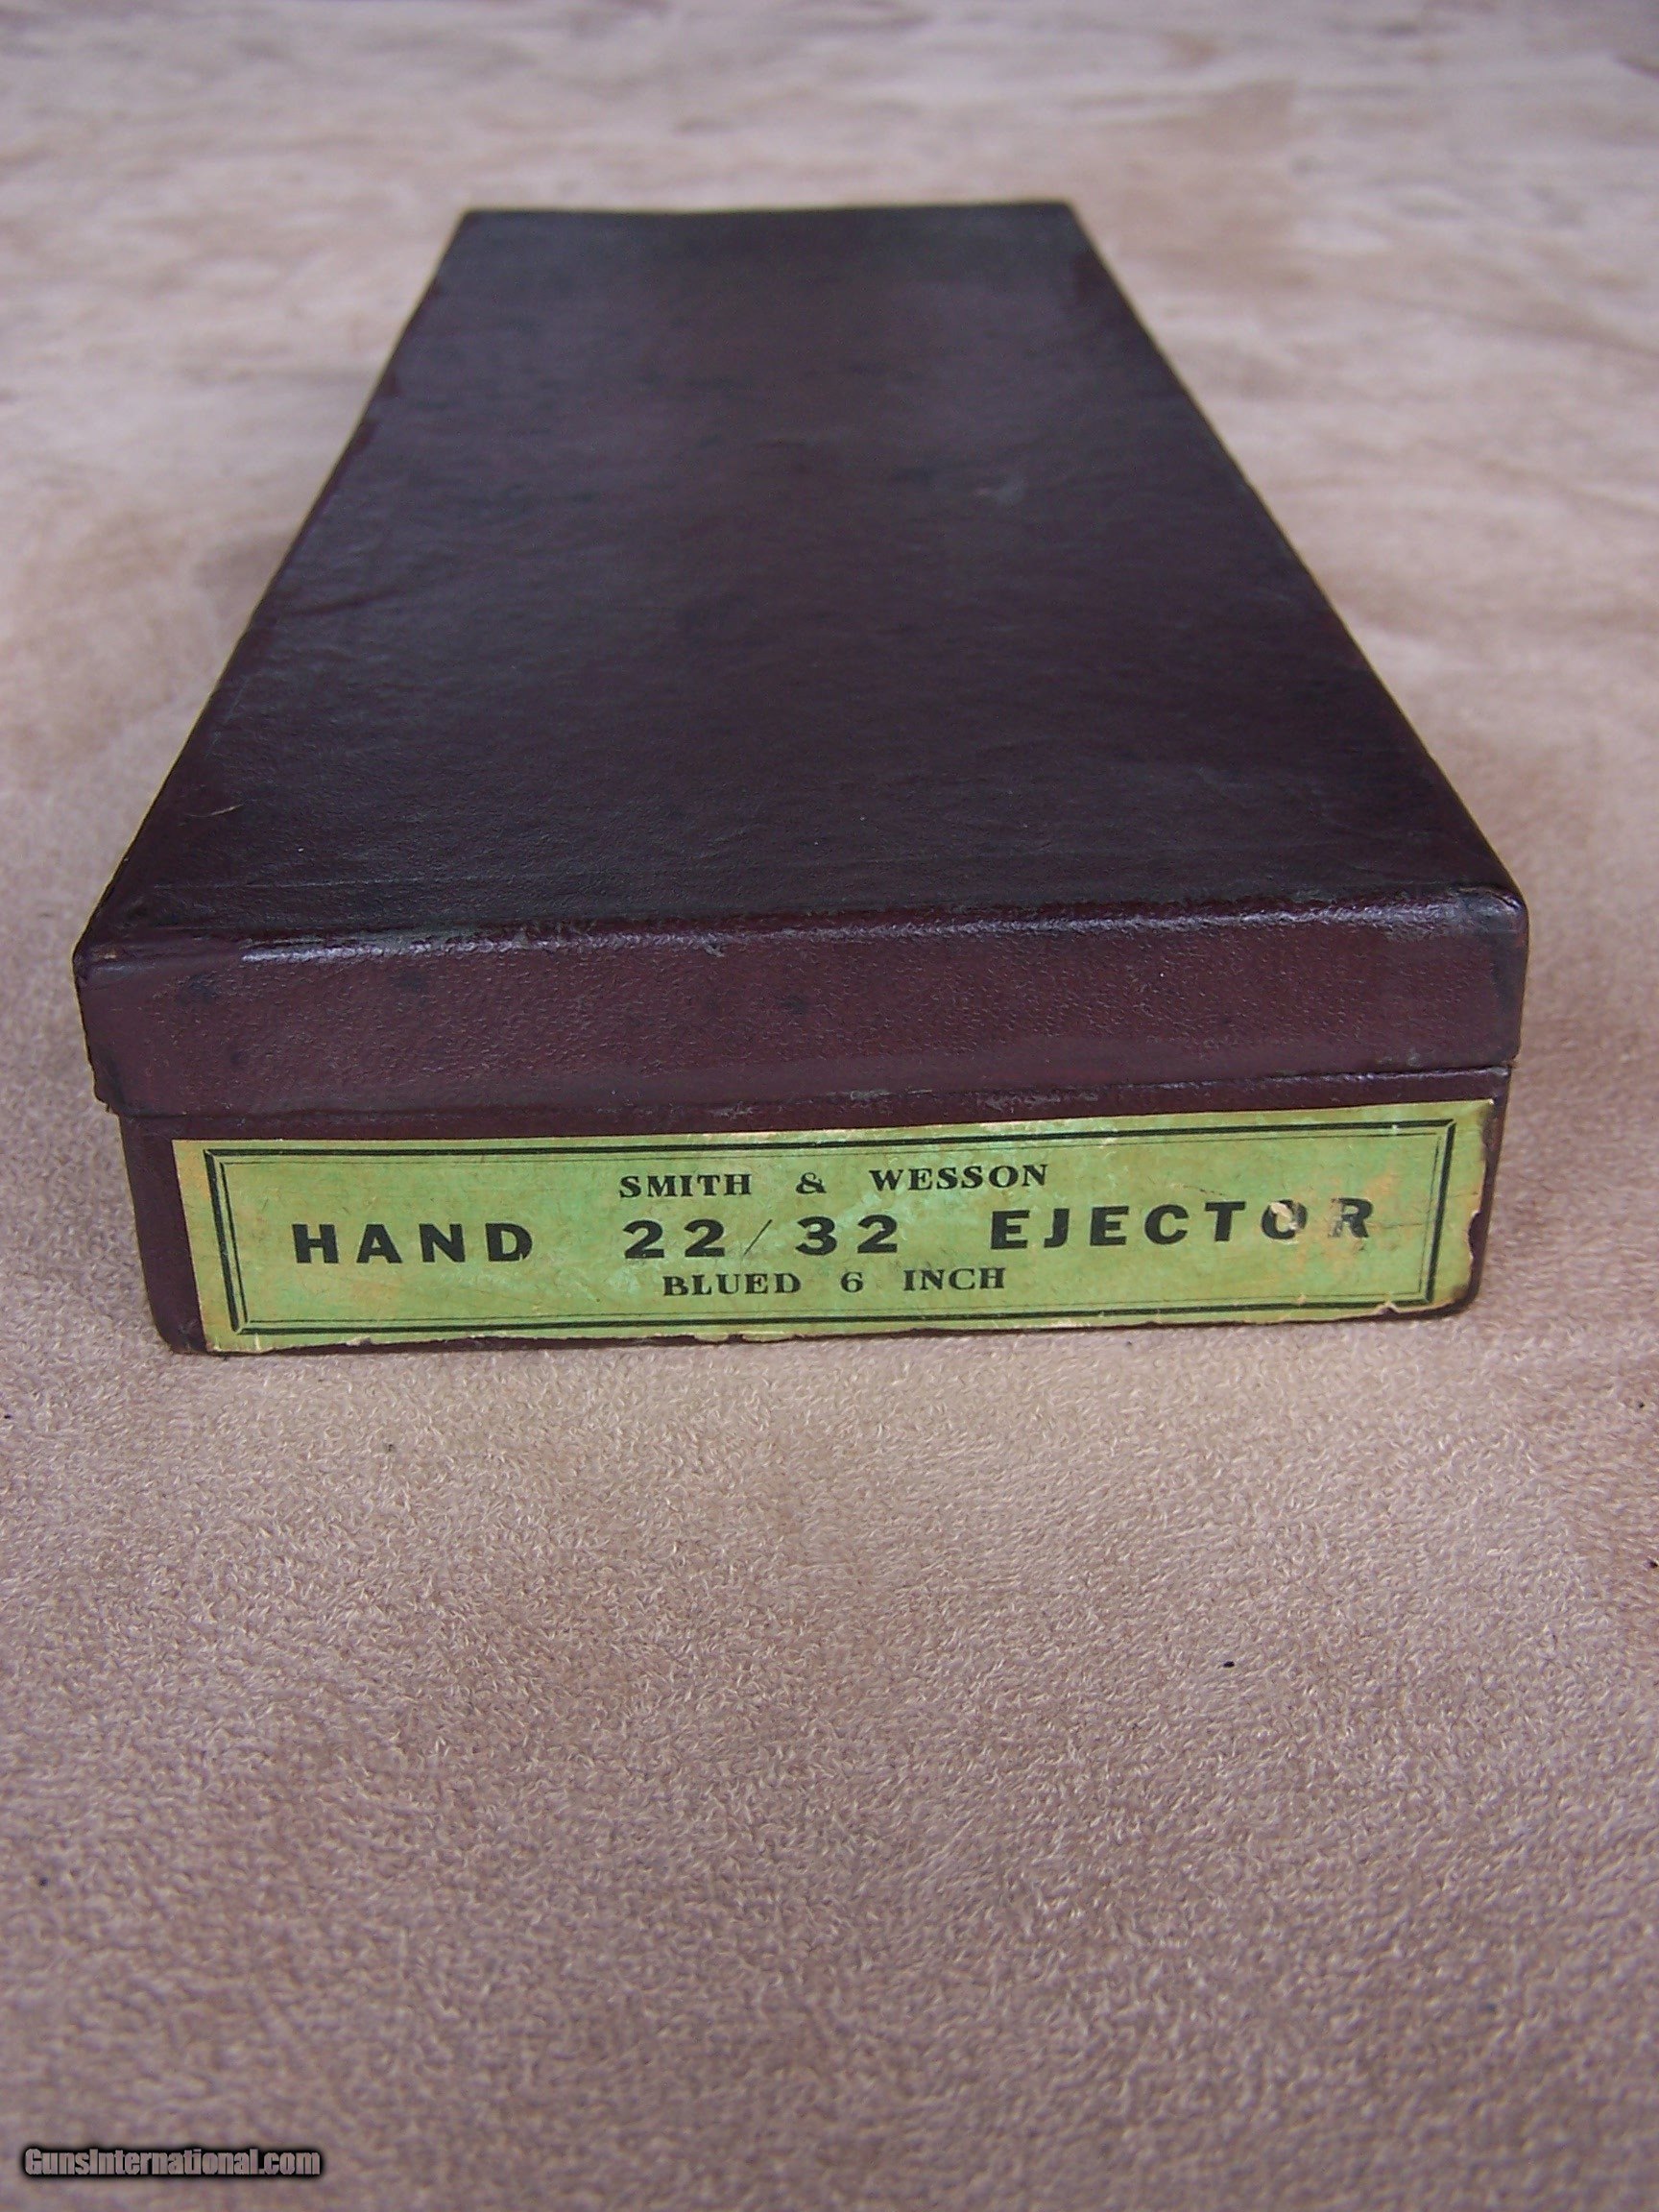 SMITH & WESSON
HAND 22/32 EJECTOR
BLUED 6 INCH
GunsInternational.com